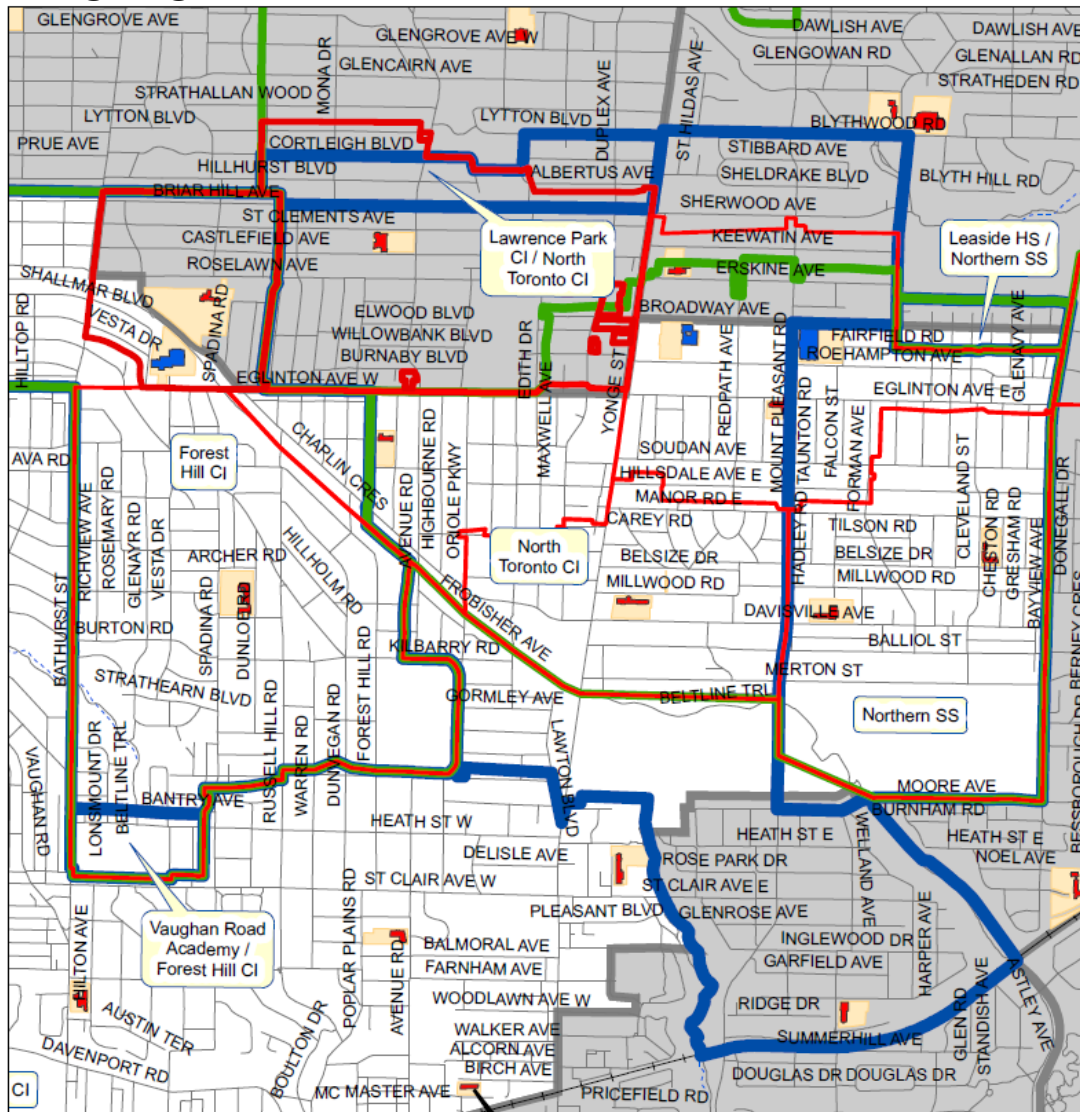 GLENGROVE AVE
GLENGROVE AVE W
DAWLISH AVE
DAWLISH AVE
MONA DR
GLENCAIRN AVE
DUPLEX AVE
ST HILDAS AVE
GLENGOWAN RD
GLENALLAN RD
STRATHEDEN RD
STRATHALLAN WOOD
LYTTON BLVD
LYTTON BLVD
BLYTHWOOD RD
PRUE AVE
CORTLEIGH BLVD
STIBBARD AVE
HILLHURST BLVD
ALBERTUS AVE
SHELDRAKE BLVD
BLYTH HILL RD
BRIAR HILL AVE
ST CLEMENTS AVE
SHERWOOD AVE
CASTLEFIELD AVE
Lawrence Park
CI / North
Toronto CI
KEEWATIN AVE
Leaside HS /
Northern SS
ROSELAWN AVE
ERSKINE AVE
SHALLMAR BLVD
VESTA DR
SPADINA RD
HILLTOP RD
ELWOOD BLVD
BROADWAY AVE
WILLOWBANK BLVD
EDITH DR
FAIRFIELD RD
BURNABY BLVD
YONGE ST
ROEHAMPTON AVE
GLENAVY AVE
EGLINTON AVE W
MAXWELL AVE
REDPATH AVE
MOUNT PLEASANT RD
EGLINTON AVE E
TAUNTON RD
FALCON ST
FORMAN AVE
CHAPLIN CRES
AVA RD
Forest
Hill CI
HIGHBOURNE RD
ORIOLE PKWY
SOUDAN AVE
HILLSDALE AVE E
MANOR RD E
CLEVELAND ST
CHESTON RD
GRESHAM RD
BAYVIEW AVE
DONEGALL DR
RICHVIEW AVE
ROSEMARY RD
GLENAYR RD
VESTA DR
ARCHER RD
HILLHOLM RD
North
Toronto CI
CAREY RD
HADLEY RD
TILSON RD
BELSIZE DR
BELSIZE DR
MILLWOOD RD
MILLWOOD RD
BATHURST ST
SPADINA RD
FROBISHER AVE
DAVISVILLE AVE
BURTON RD
BALLIOL ST
KILBARRY RD
FOREST HILL RD
MERTON ST
STRATHEARN BLVD
GORMLEY AVE
BELTLINE TRL
Northern SS
VAUGHAN RD
LONSMOUNT DR
BELTLINE TRL
RUSSELL HILL RD
WARREN RD
DUNVEGAN RD
LAWTON BLVD
BANTRY AVE
MOORE AVE
BURNHAM RD
BESSBOROUGH DR
BERNEY CRES
HEATH ST W
HEATH ST E
HEATH ST E
DELISLE AVE
ROSE PARK DR
WELLAND AVE
NOEL AVE
ST CLAIR AVE W
ST CLAIR AVE E
PLEASANT BLVD
GLENROSE AVE
Vaughan Road
Academy /
Forest Hill CI
HILTON AVE
POPLAR PLAINS RD
AVENUE RD
BALMORAL AVE
INGLEWOOD DR
HARPER AVE
FARNHAM AVE
GARFIELD AVE
ASTLEY AVE
AUSTIN TER
WOODLAWN AVE W
RIDGE DR
GLEN RD
STANDISH AVE
WALKER AVE
SUMMERHILL AVE
DAVENPORT RD
BOULTON DR
ALCORN AVE
BIRCH AVE
DOUGLAS DR
DOUGLAS DR
CI
MC MASTER AVE
PRICEFIELD RD